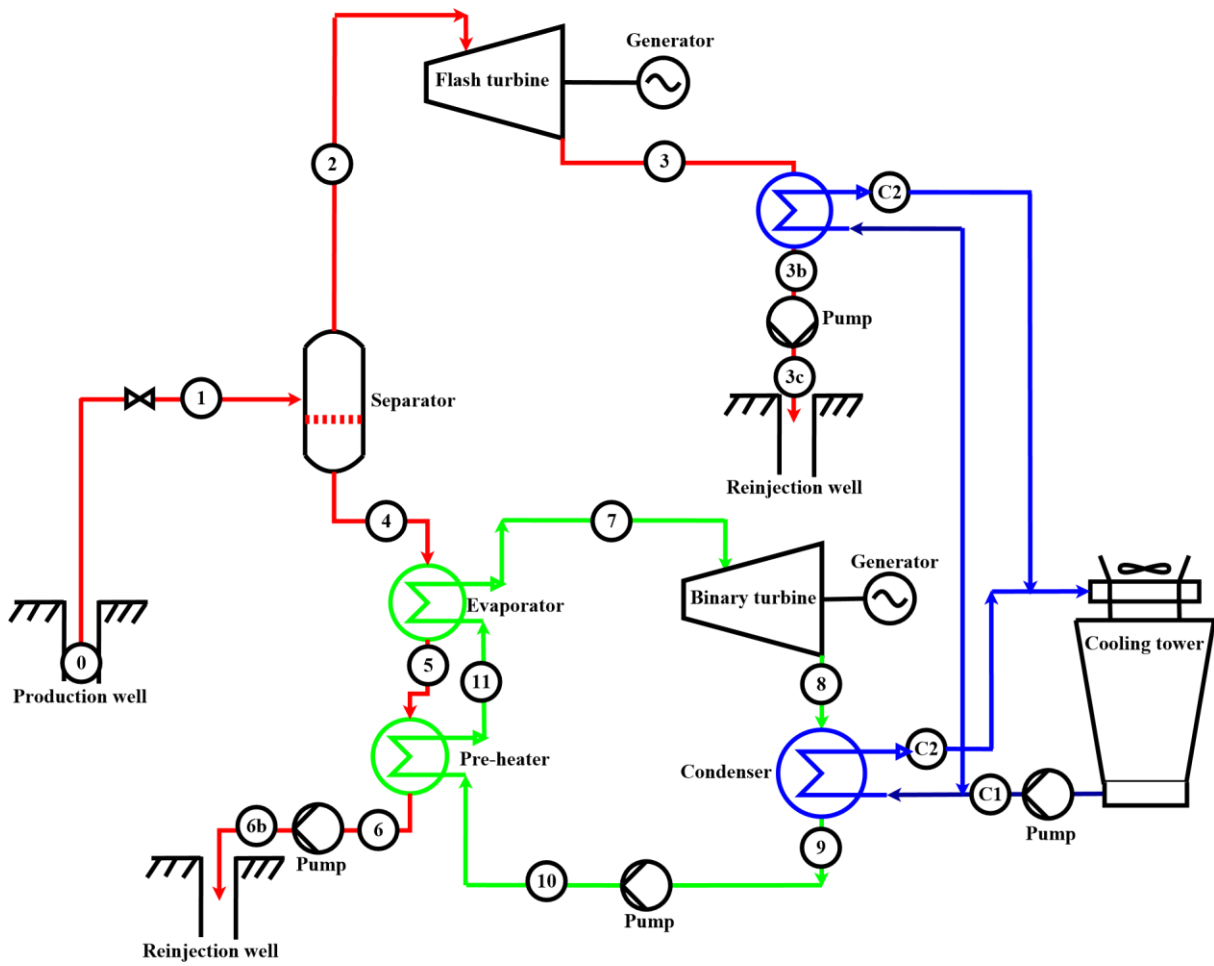 Generator
Flash turbine
2
3
C2
3b
Pump
3c
1
Separator
Reinjection well
4
7
Generator
Binary turbine
Evaporator
Cooling tower
0
5
11
8
Production well
C2
Pre-heater
Condenser
C1
6b
6
Pump
9
Pump
10
Pump
Reinjection well